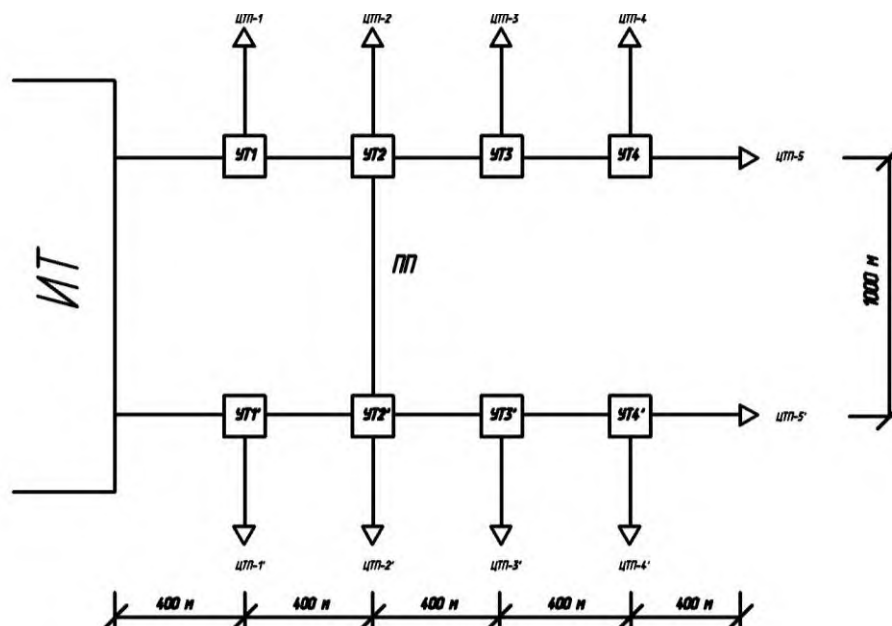 ЦТП-1 ЦТП-2 ЦТП-3 ЦТП-4
УТ1 УТ2 УТ3 УТ4 ЦТП-5
ИТ
ПП
1000 м
УТ1' УТ2' УТ3' УТ4' ЦТП-5'
ЦТП-1' ЦТП-2' ЦТП-3' ЦТП-4'
400 м 400 м 400 м 400 м 400 м